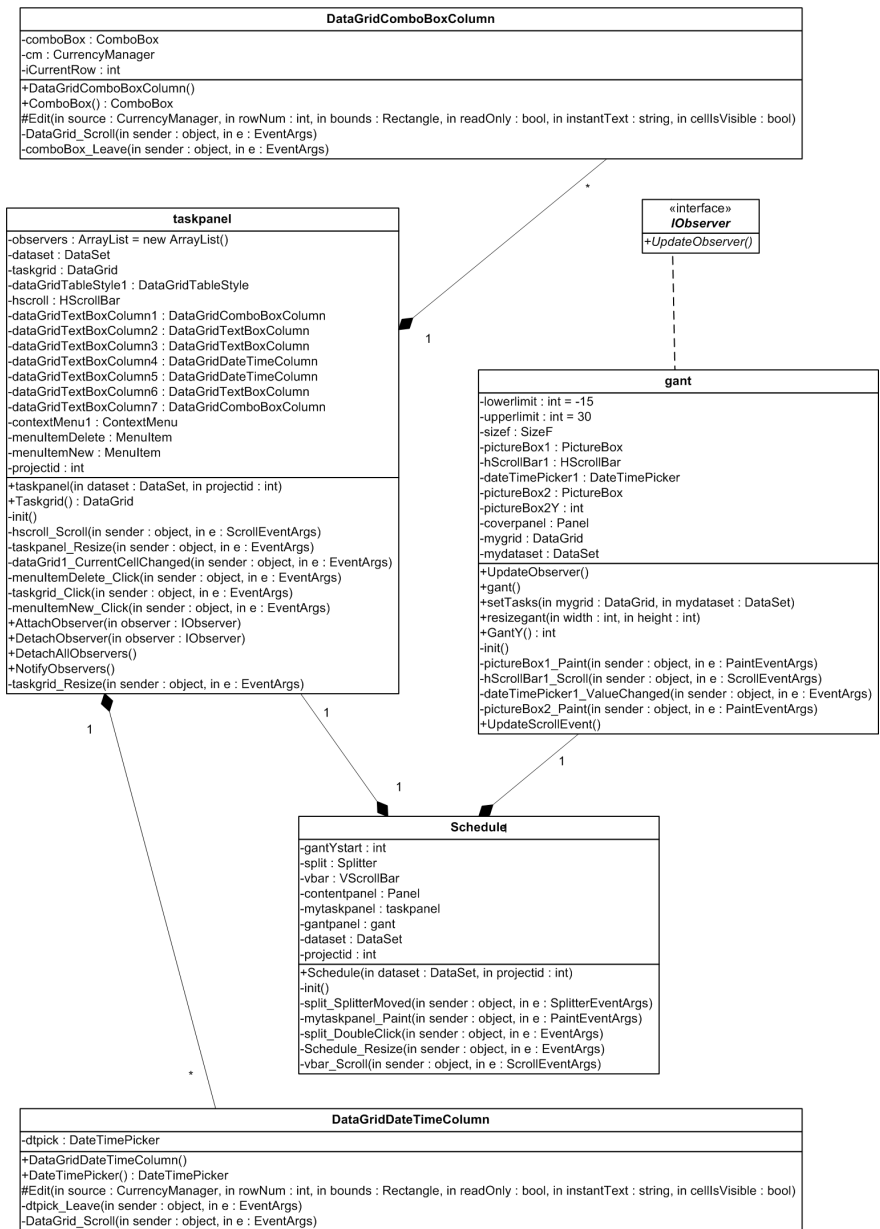 DataGridComboBoxColumn
-comboBox : ComboBox
-cm : CurrencyManager
-iCurrentRow : int
+DataGridComboBoxColumn()
+ComboBox() : ComboBox
#Edit(in source : CurrencyManager, in rowNum : int, in bounds : Rectangle, in readOnly : bool, in instantText : string, in cellIsVisible : bool)
-DataGrid_Scroll(in sender : object, in e : EventArgs)
-comboBox_Leave(in sender : object, in e : EventArgs)
*
1
taskpanel
-observers : ArrayList = new ArrayList()
-dataset : DataSet
-taskgrid : DataGrid
-dataGridTableStyle1 : DataGridTableStyle
-hscroll : HScrollBar
-dataGridTextBoxColumn1 : DataGridComboBoxColumn
-dataGridTextBoxColumn2 : DataGridTextBoxColumn
-dataGridTextBoxColumn3 : DataGridTextBoxColumn
-dataGridTextBoxColumn4 : DataGridDateTimeColumn
-dataGridTextBoxColumn5 : DataGridDateTimeColumn
-dataGridTextBoxColumn6 : DataGridTextBoxColumn
-dataGridTextBoxColumn7 : DataGridComboBoxColumn
-contextMenu1 : ContextMenu
-menuItemDelete : MenuItem
-menuItemNew : MenuItem
-projectid : int
+taskpanel(in dataset : DataSet, in projectid : int)
+Taskgrid() : DataGrid
-init()
-hscroll_Scroll(in sender : object, in e : ScrollEventArgs)
-taskpanel_Resize(in sender : object, in e : EventArgs)
-dataGrid1_CurrentCellChanged(in sender : object, in e : EventArgs)
-menuItemDelete_Click(in sender : object, in e : EventArgs)
-taskgrid_Click(in sender : object, in e : EventArgs)
-menuItemNew_Click(in sender : object, in e : EventArgs)
+AttachObserver(in observer : IObserver)
+DetachObserver(in observer : IObserver)
+DetachAllObservers()
+NotifyObservers()
-taskgrid_Resize(in sender : object, in e : EventArgs)
«interface»
IObserver
+UpdateObserver()
gant
-lowerlimit : int = -15
-upperlimit : int = 30
-sizef : SizeF
-pictureBox1 : PictureBox
-hScrollBar1 : HScrollBar
-dateTimePicker1 : DateTimePicker
-pictureBox2 : PictureBox
-pictureBox2Y : int
-coverpanel : Panel
-mygrid : DataGrid
-mydataset : DataSet
+UpdateObserver()
+gant()
+setTasks(in mygrid : DataGrid, in mydataset : DataSet)
+resizegant(in width : int, in height : int)
+GantY() : int
-init()
-pictureBox1_Paint(in sender : object, in e : PaintEventArgs)
-hScrollBar1_Scroll(in sender : object, in e : ScrollEventArgs)
-dateTimePicker1_ValueChanged(in sender : object, in e : EventArgs)
-pictureBox2_Paint(in sender : object, in e : PaintEventArgs)
+UpdateScrollEvent()
1
1
1
1
Schedule
1
-gantYstart : int
-split : Splitter
-vbar : VScrollBar
-contentpanel : Panel
-mytaskpanel : taskpanel
-gantpanel : gant
-dataset : DataSet
-projectid : int
+Schedule(in dataset : DataSet, in projectid : int)
-init()
-split_SplitterMoved(in sender : object, in e : SplitterEventArgs)
-mytaskpanel_Paint(in sender : object, in e : PaintEventArgs)
-split_DoubleClick(in sender : object, in e : EventArgs)
-Schedule_Resize(in sender : object, in e : EventArgs)
-vbar_Scroll(in sender : object, in e : ScrollEventArgs)
*
DataGridDateTimeColumn
-dtpick : DateTimePicker
+DataGridDateTimeColumn()
+DateTimePicker() : DateTimePicker
#Edit(in source : CurrencyManager, in rowNum : int, in bounds : Rectangle, in readOnly : bool, in instantText : string, in cellIsVisible : bool)
-dtpick_Leave(in sender : object, in e : EventArgs)
-DataGrid_Scroll(in sender : object, in e : EventArgs)